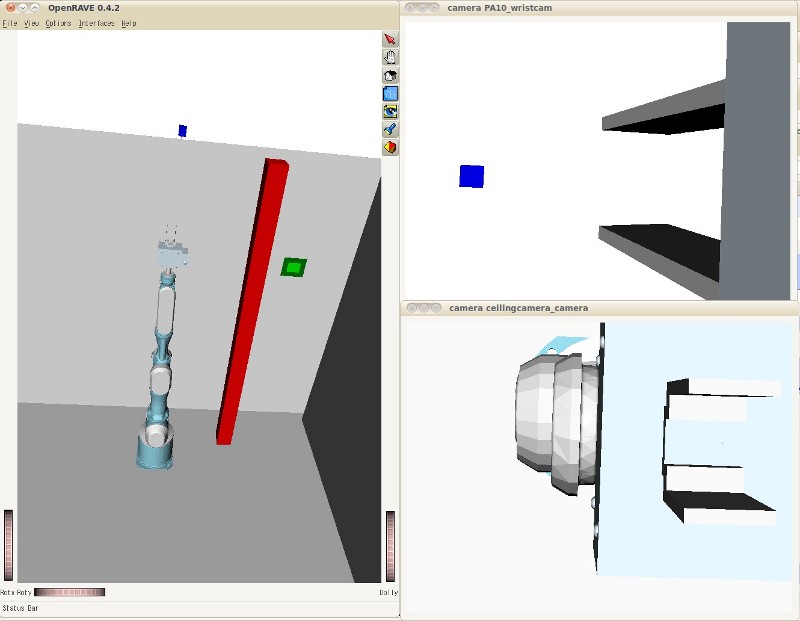 OpenRAVE 0.4.2
File View Options Interfaces Help
Rotx Roty
Dolly
Status Bar
camera PA10_wristcam
camera ceilingcamera_camera